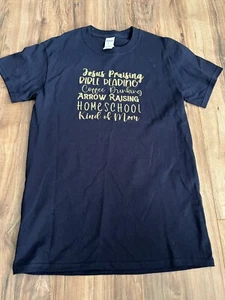 Jesus Praising
BIBLE READING
Coffee Drinking
ARROW RAISING
HOMESCHOOL
Kind of Mom